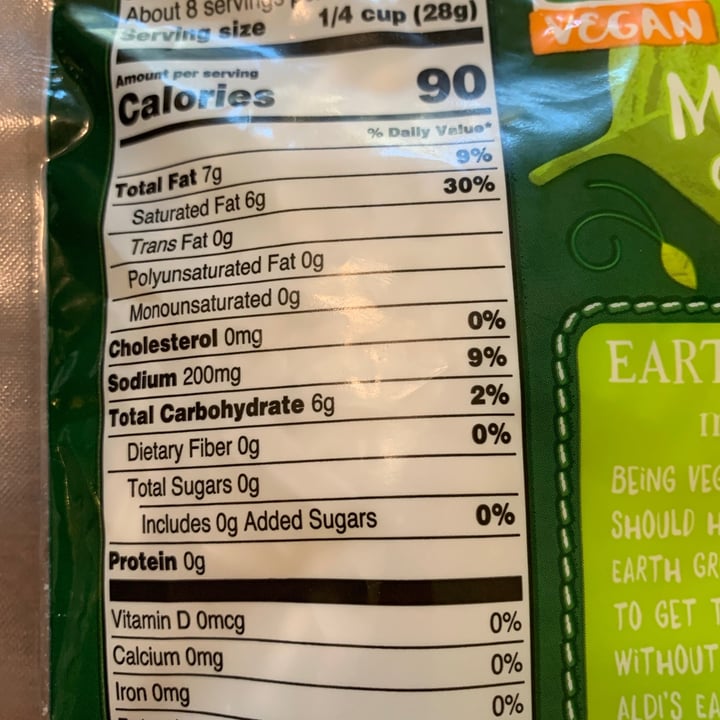 About 8 servings
Serving size 1/4 cup (28g)
Amount per serving
Calories 90
% Daily Value*
Total Fat 7g 9%
Saturated Fat 6g 30%
Trans Fat 0g
Polyunsaturated Fat 0g
Monounsaturated 0g
Cholesterol 0mg 0%
Sodium 200mg 9%
Total Carbohydrate 6g 2%
Dietary Fiber 0g 0%
Total Sugars 0g
Includes 0g Added Sugars 0%
Protein 0g
Vitamin D 0mcg 0%
Calcium 0mg 0%
Iron 0mg 0%
VEGAN
M
EART
BEING VEG
SHOULD H
EARTH GR
TO GET T
WITHOUT
ALDI'S EA